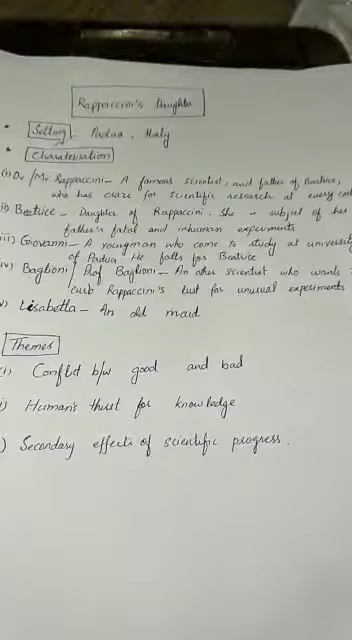 Rappaccini's Daughter
* Setting - Padua, Italy
* Charaterisation
(i) Dr/Mr Rappaccini - A famous scientist, and father of Beatrice,
who has craze for scientific research at every cost
ii) Beatrice - Daughter of Rappaccini. She is subject of her
father's fatal and inhuman experiments
iii) Giovanni - A youngman who come to study at university
of Padua He falls for Beatrice
iv) Baglioni / Prof Baglioni - An other scientist who wants
curb Rappaccini's lust for unusual experiments
v) Lisabetta - An old maid
Themes
(i) Conflict b/w good and bad
i) Human's thust for knowledge
) Secondary effects of scientific progress.